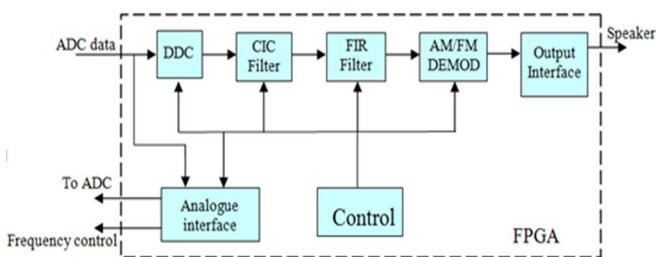 ADC data
DDC
CIC
Filter
FIR
Filter
AM/FM
DEMOD
Output
Interface
Speaker
To ADC
Frequency control
Analogue
interface
Control
FPGA